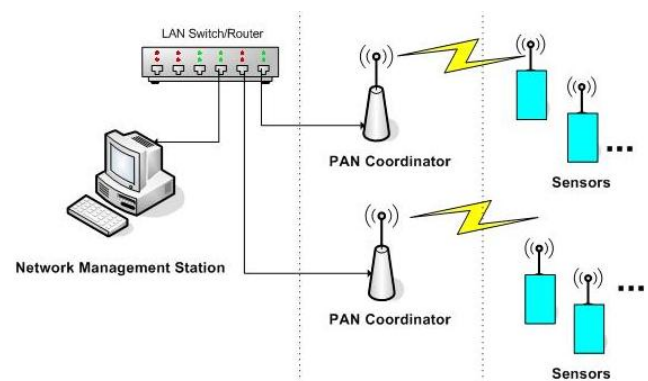 LAN Switch/Router
PAN Coordinator
Sensors
Network Management Station
PAN Coordinator
Sensors